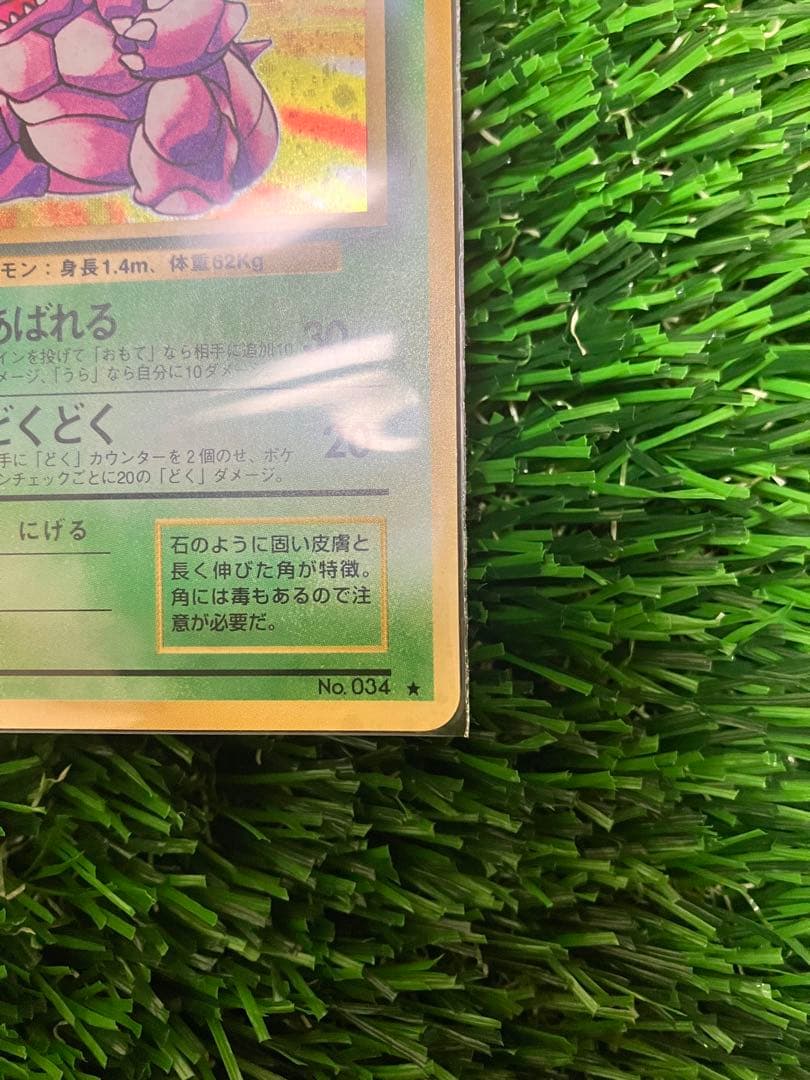 モン：身長1.4m、体重62Kg
あばれる 30
インを投げて「おもて」なら相手に追加10
メージ、「うら」なら自分に10ダメ
どくどく 20
手に「どく」カウンターを2個のせ、ポケ
ンチェックごとに20の「どく」ダメージ。
にげる
石のように固い皮膚と
長く伸びた角が特徴。
角には毒もあるので注
意が必要だ。
No. 034 ★